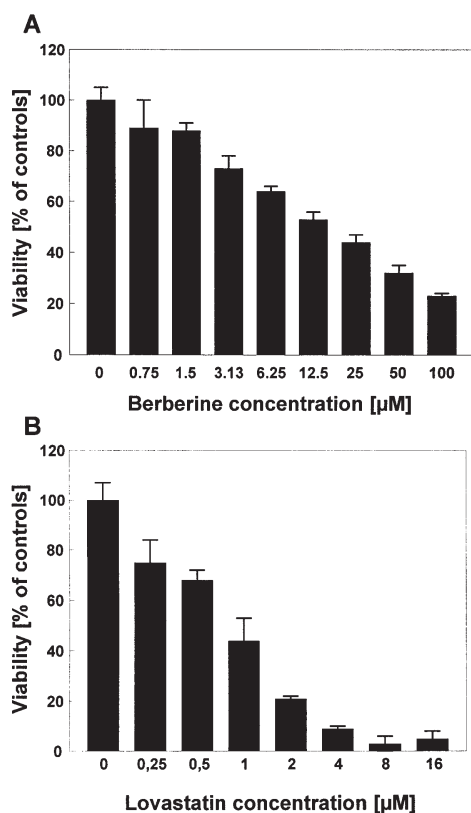 A
Viability [% of controls]
120
100
80
60
40
20
0
0 0.75 1.5 3.13 6.25 12.5 25 50 100
Berberine concentration [µM]
B
Viability [% of controls]
120
100
80
60
40
20
0
0 0,25 0,5 1 2 4 8 16
Lovastatin concentration [µM]